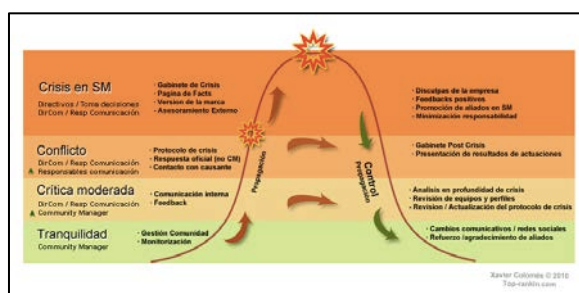 Crisis en SM
Directivos / Toma decisiones
DirCom / Resp Comunicación
· Gabinete de Crisis
· Pagina de Facts
· Version de la marca
· Asesoramiento Externo
· Disculpas de la empresa
· Feedbacks positivos
· Promoción de aliados en SM
· Minimización responsabilidad
Conflicto
DirCom / Resp Comunicación
Responsables comunicación
· Protocolo de crisis
· Respuesta oficial (no CM)
· Contacto con causante
Propagación
Control
Propagación
· Gabinete Post Crisis
· Presentación de resultados de actuaciones
Crítica moderada
DirCom / Resp Comunicación
Community Manager
· Comunicación interna
· Feedback
· Analisis en profundidad de crisis
· Revisión de equipos y perfiles
· Revision / Actualización del protocolo de crisis
Tranquilidad
Community Manager
· Gestión Comunidad
· Monitorización
· Cambios comunicativos / redes sociales
· Refuerzo /agradecimiento de aliados
Xavier Colomés © 2010
Top-rankin.com